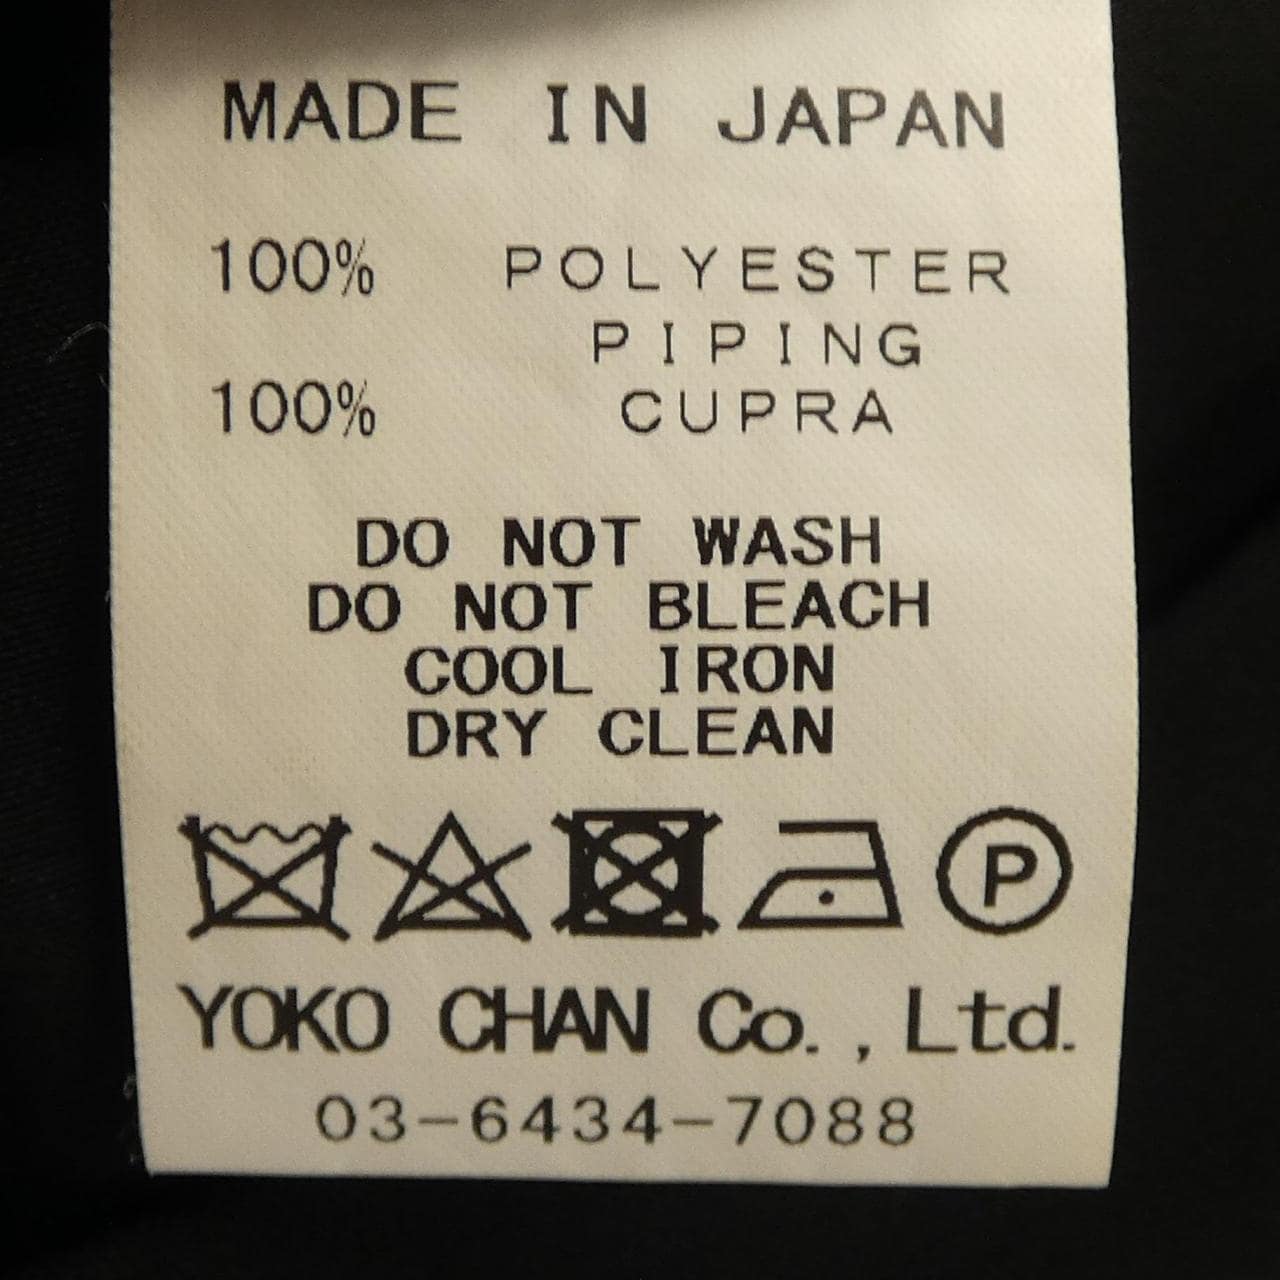 MADE IN JAPAN
100% POLYESTER
PIPING
100% CUPRA
DO NOT WASH
DO NOT BLEACH
COOL IRON
DRY CLEAN
P
YOKO CHAN Co., Ltd.
03-6434-7088